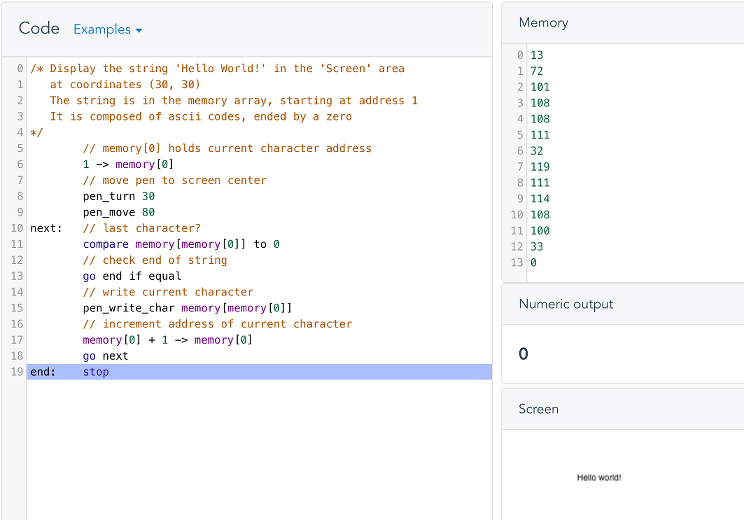 Code Examples
0 /* Display the string 'Hello World!' in the 'Screen' area
1 at coordinates (30, 30)
2 The string is in the memory array, starting at address 1
3 It is composed of ascii codes, ended by a zero
4 */
5 // memory[0] holds current character address
6 1 -> memory[0]
7 // move pen to screen center
8 pen_turn 30
9 pen_move 80
10 next: // last character?
11 compare memory[memory[0]] to 0
12 // check end of string
13 go end if equal
14 // write current character
15 pen_write_char memory[memory[0]]
16 // increment address of current character
17 memory[0] + 1 -> memory[0]
18 go next
19 end: stop
Memory
0 13
1 72
2 101
3 108
4 108
5 111
6 32
7 119
8 111
9 114
10 108
11 100
12 33
13 0
Numeric output
0
Screen
Hello world!